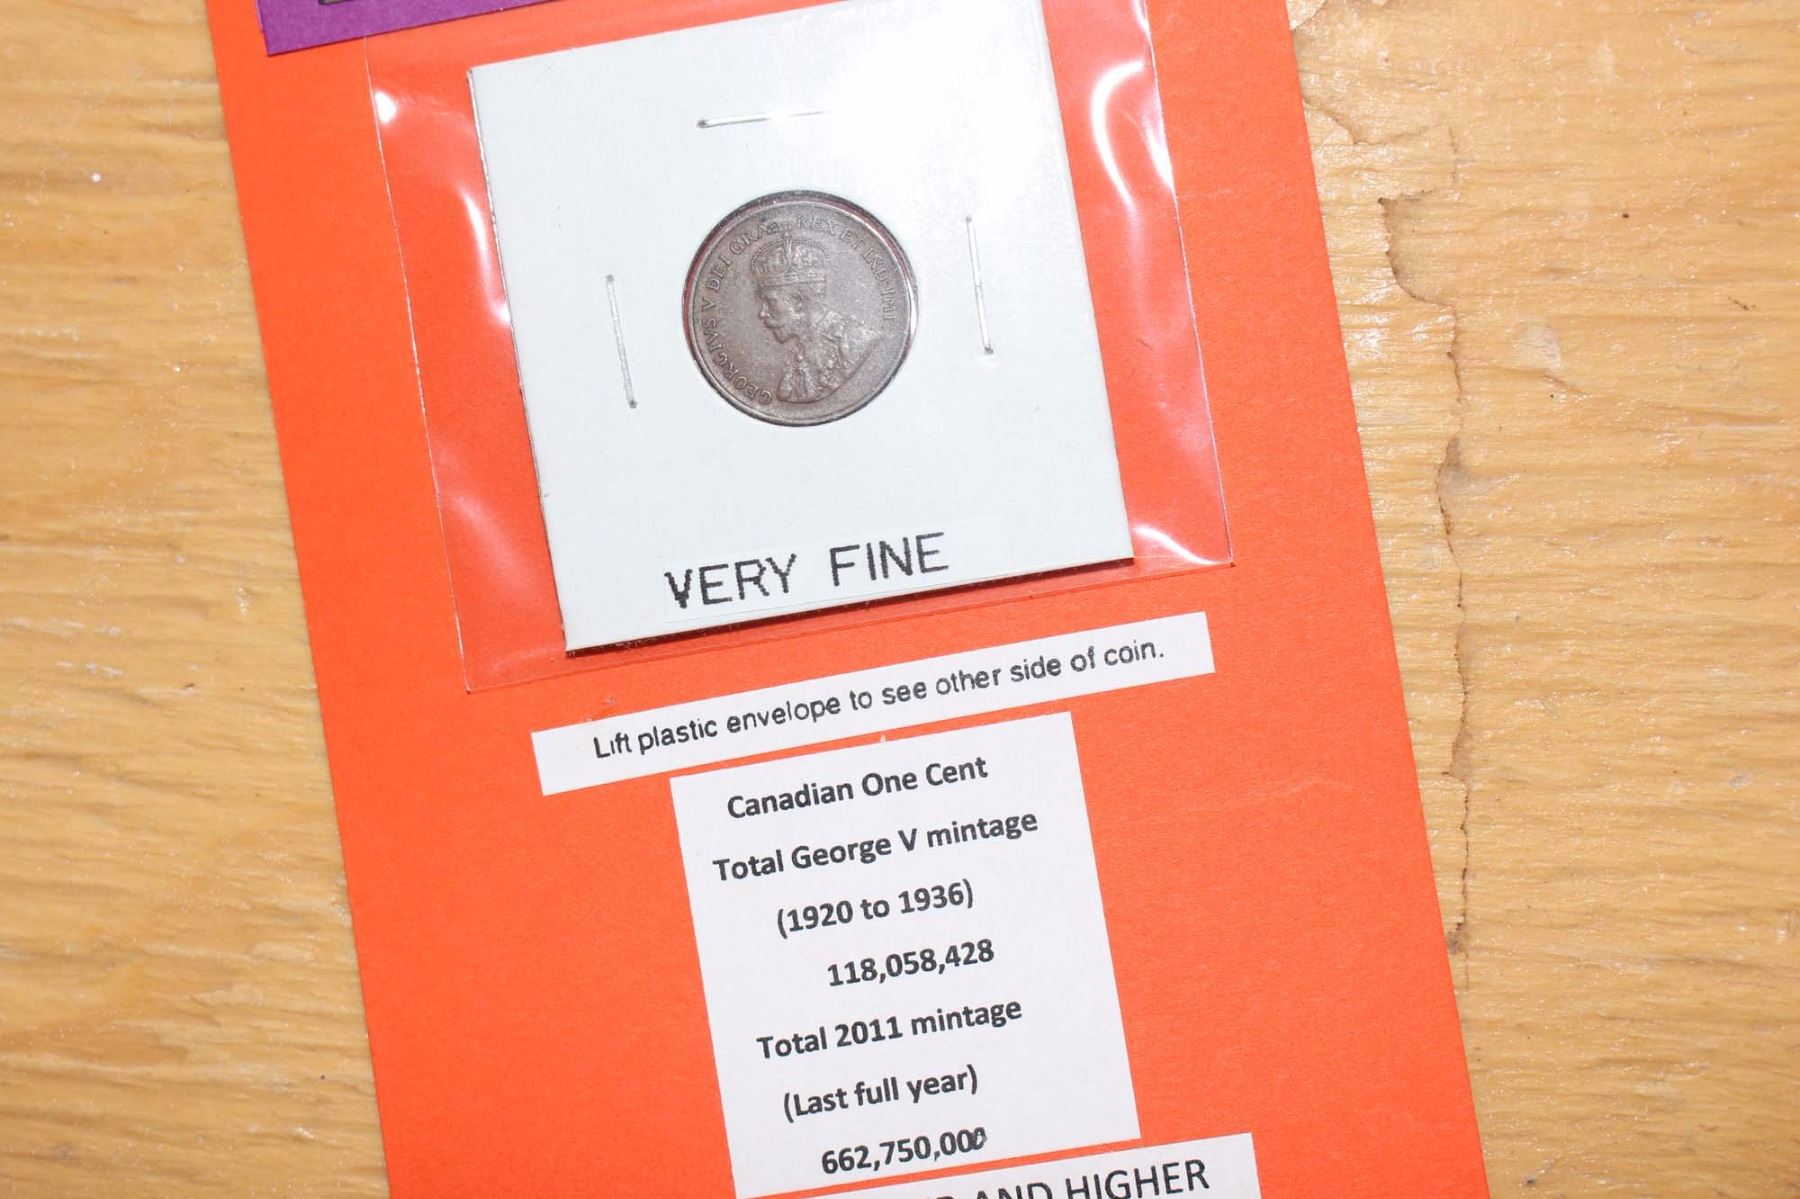 GEORGIVS V DEI GRA: REX ET IND:IMP:
VERY FINE
Lift plastic envelope to see other side of coin.
Canadian One Cent
Total George V mintage
(1920 to 1936)
118,058,428
Total 2011 mintage
(Last full year)
662,750,000
AND HIGHER